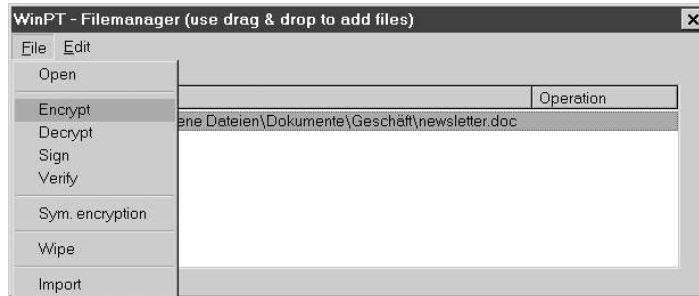 WinPT - Filemanager (use drag & drop to add files)
File Edit
Open
Operation
Encrypt
ene Dateien\Dokumente\Geschäft\newsletter.doc
Decrypt
Sign
Verify
Sym. encryption
Wipe
Import